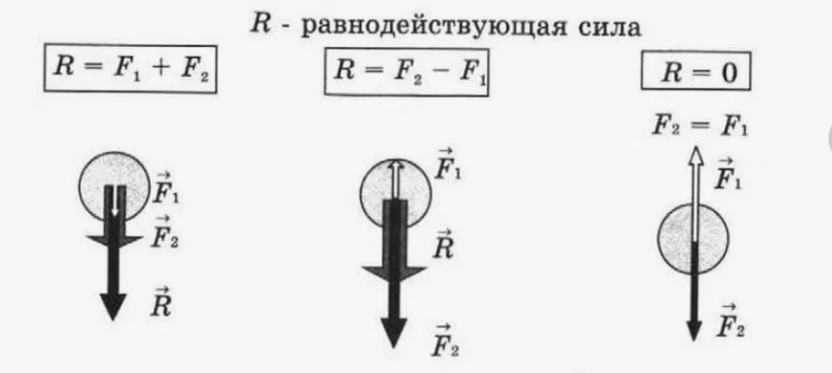 R - равнодействующая сила
R = F₁ + F₂
R = F₂ − F₁
R = 0
F₂ = F₁
F⃗₁
F⃗₂
R⃗
F⃗₁
R⃗
F⃗₂
F⃗₁
F⃗₂